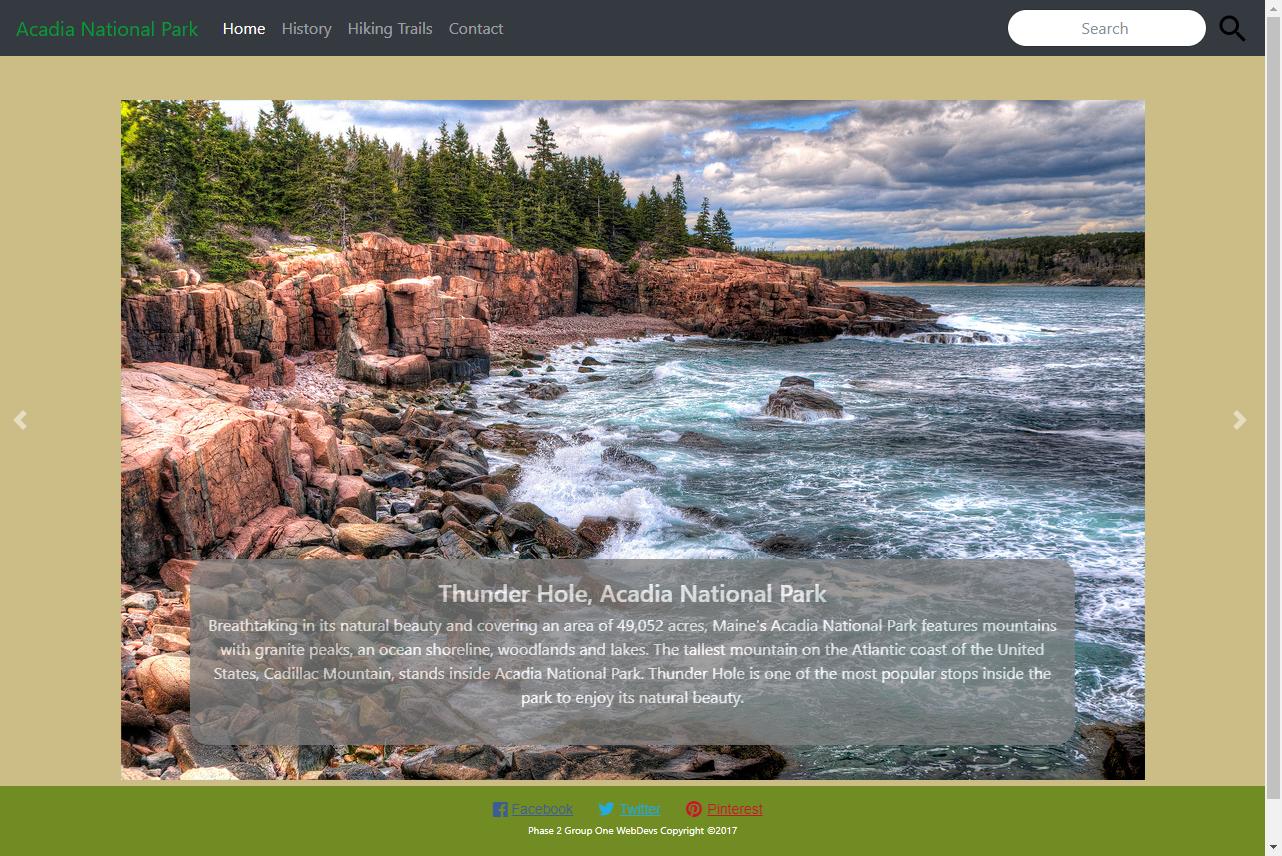 Acadia National Park
Home
History
Hiking Trails
Contact
Search
Thunder Hole, Acadia National Park
Breathtaking in its natural beauty and covering an area of 49,052 acres, Maine's Acadia National Park features mountains
with granite peaks, an ocean shoreline, woodlands and lakes. The tallest mountain on the Atlantic coast of the United
States, Cadillac Mountain, stands inside Acadia National Park. Thunder Hole is one of the most popular stops inside the
park to enjoy its natural beauty.
Facebook
Twitter
Pinterest
Phase 2 Group One WebDevs Copyright ©2017